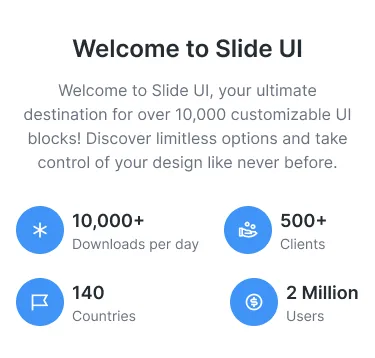 Welcome to Slide UI
Welcome to Slide UI, your ultimate
destination for over 10,000 customizable UI
blocks! Discover limitless options and take
control of your design like never before.
10,000+
Downloads per day
500+
Clients
140
Countries
2 Million
Users